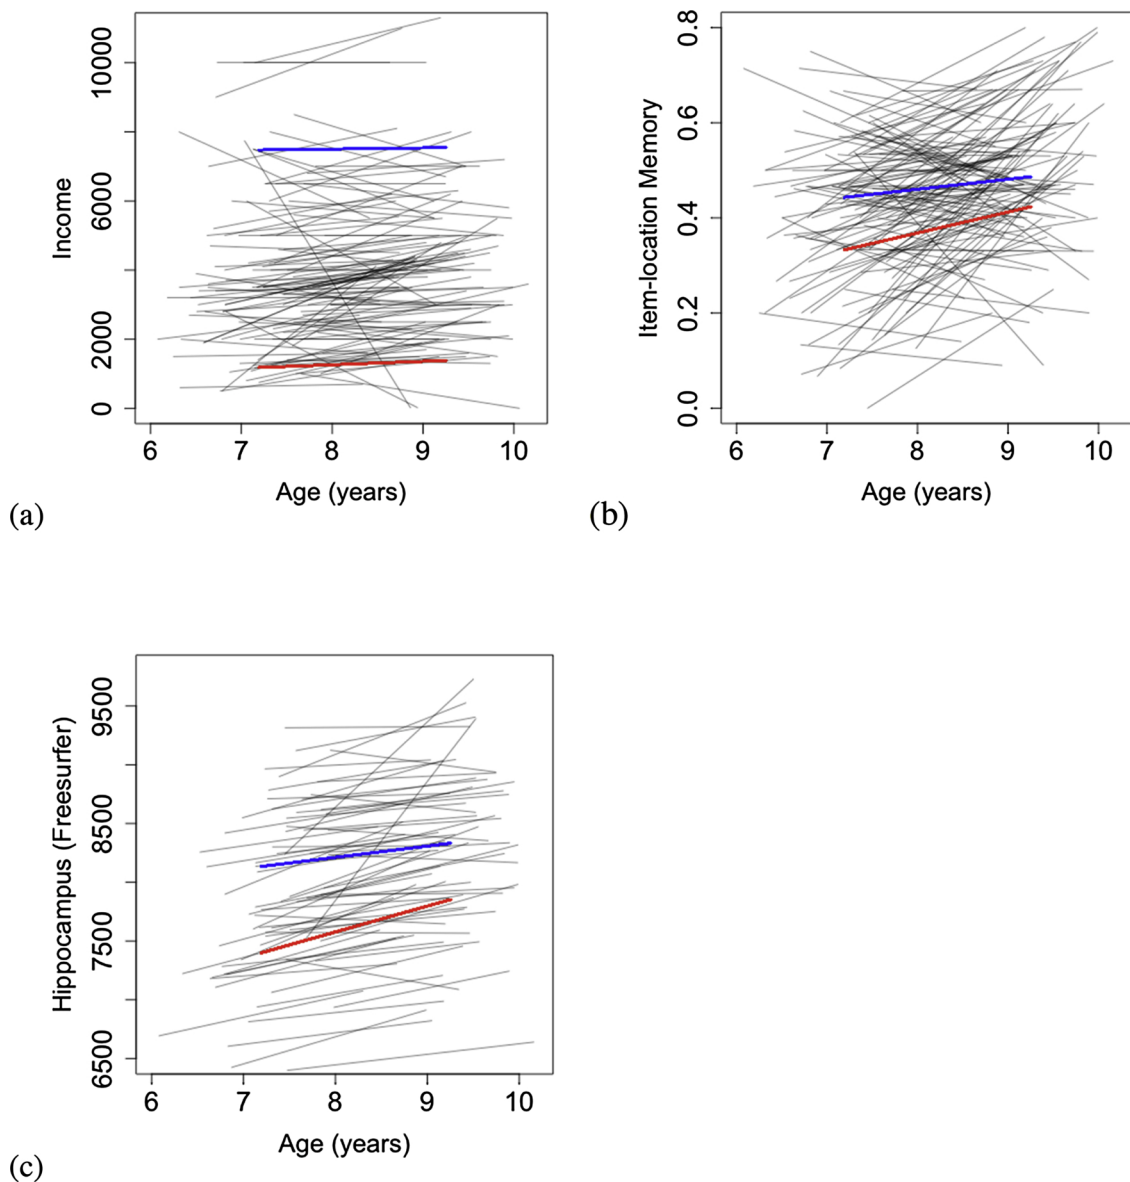 Income
10000
6000
2000
0
6 7 8 9 10
Age (years)
(a)
Item-location Memory
0.8
0.6
0.4
0.2
0.0
6 7 8 9 10
Age (years)
(b)
Hippocampus (Freesurfer)
9500
8500
7500
6500
6 7 8 9 10
Age (years)
(c)